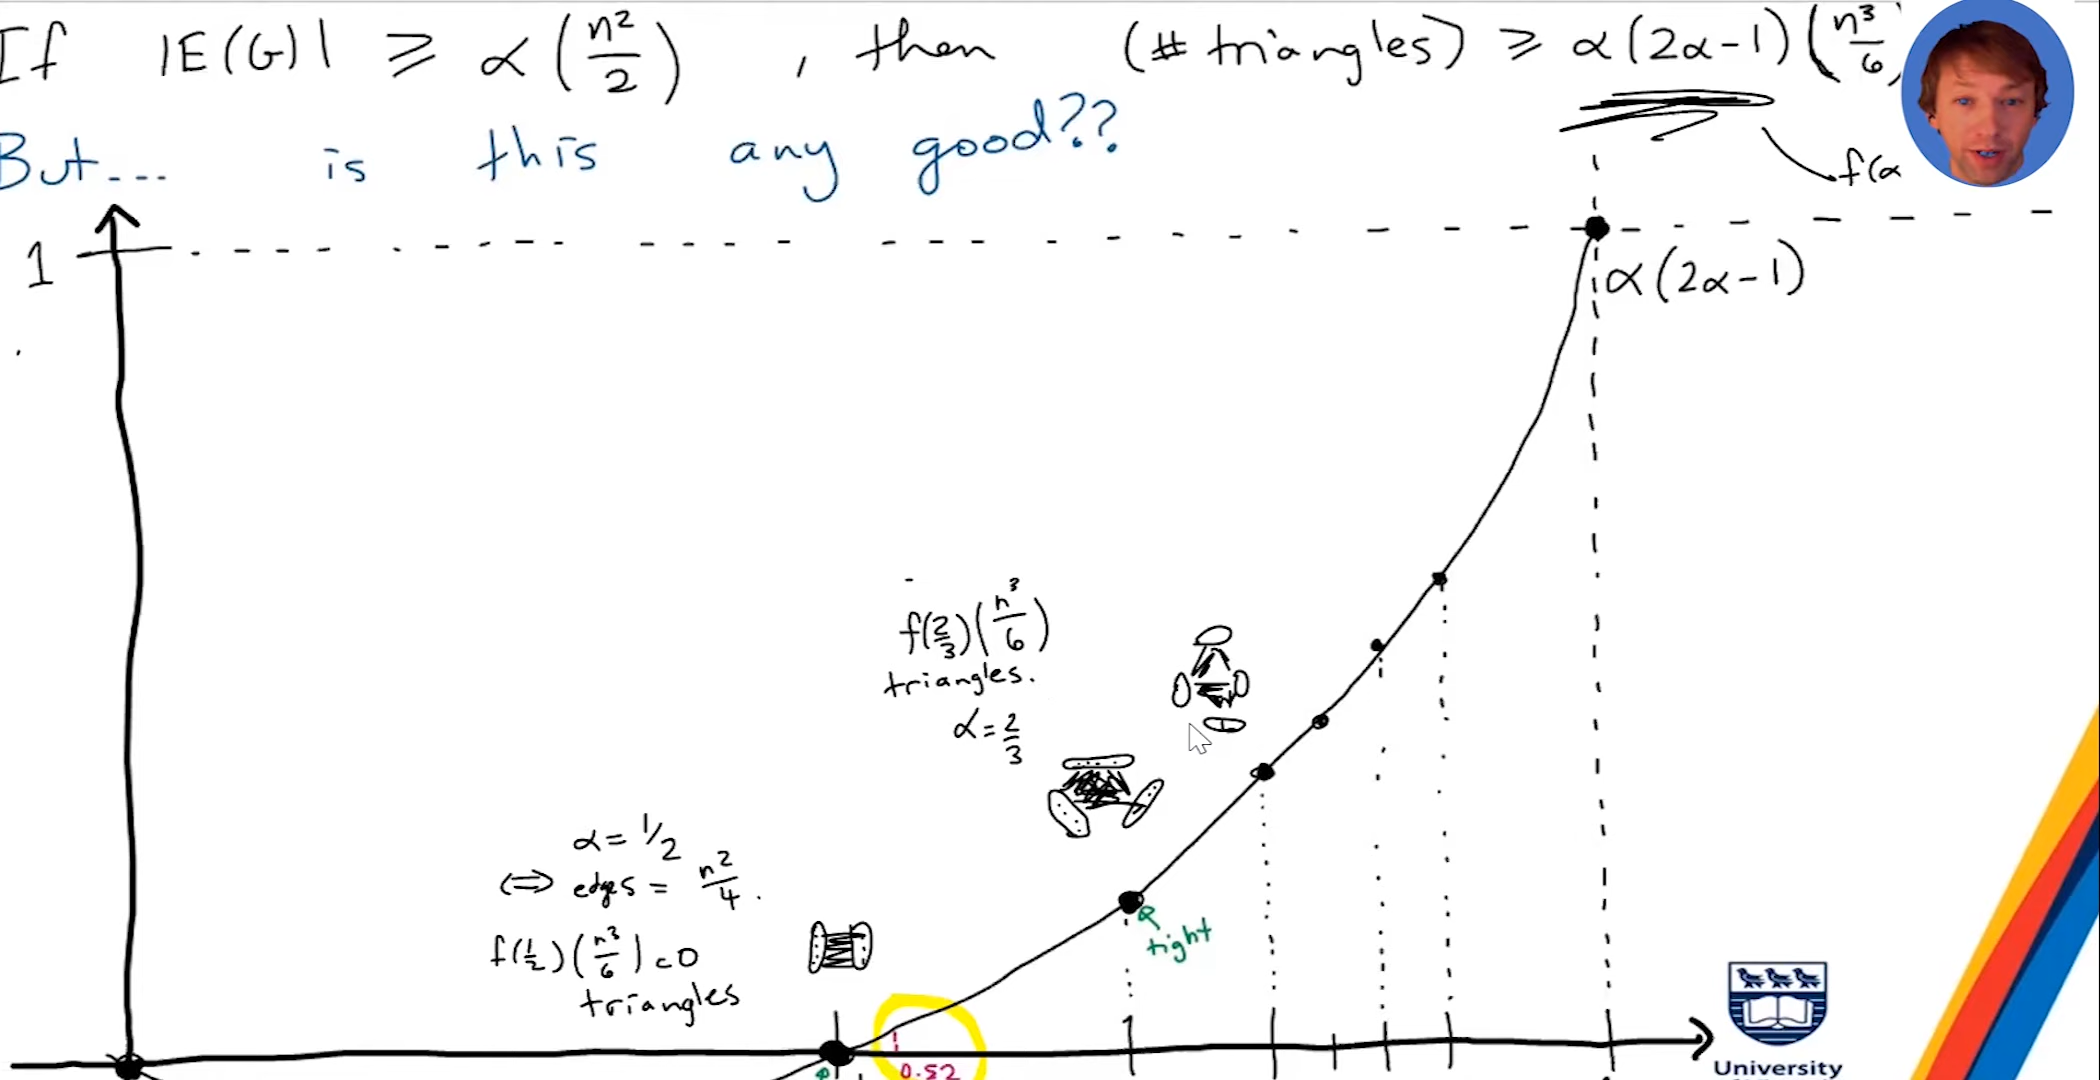 If |E(G)| ≥ α(n²/2) , then (# triangles) ≥ α(2α-1)(n³/6)
But... is this any good??
f(α
1
α(2α-1)
f(2/3)(n³/6)
triangles.
α = 2/3
α = 1/2
⟺ edges = n²/4.
f(1/2)(n³/6) = 0
triangles
tight
0.52
University